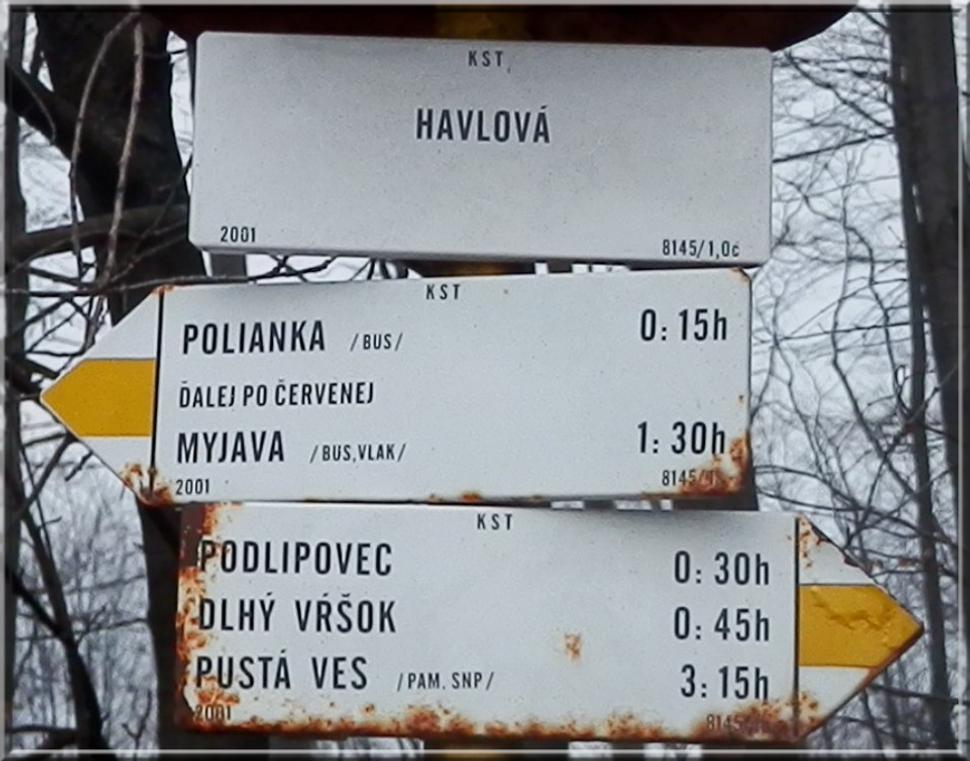 KST
HAVLOVÁ
2001 8145/1,0c
KST
POLIANKA /BUS/ 0:15h
ĎALEJ PO ČERVENEJ
MYJAVA /BUS,VLAK/ 1:30h
2001
KST
PODLIPOVEC 0:30h
DLHÝ VŔŠOK 0:45h
PUSTÁ VES /PAM. SNP/ 3:15h
2001